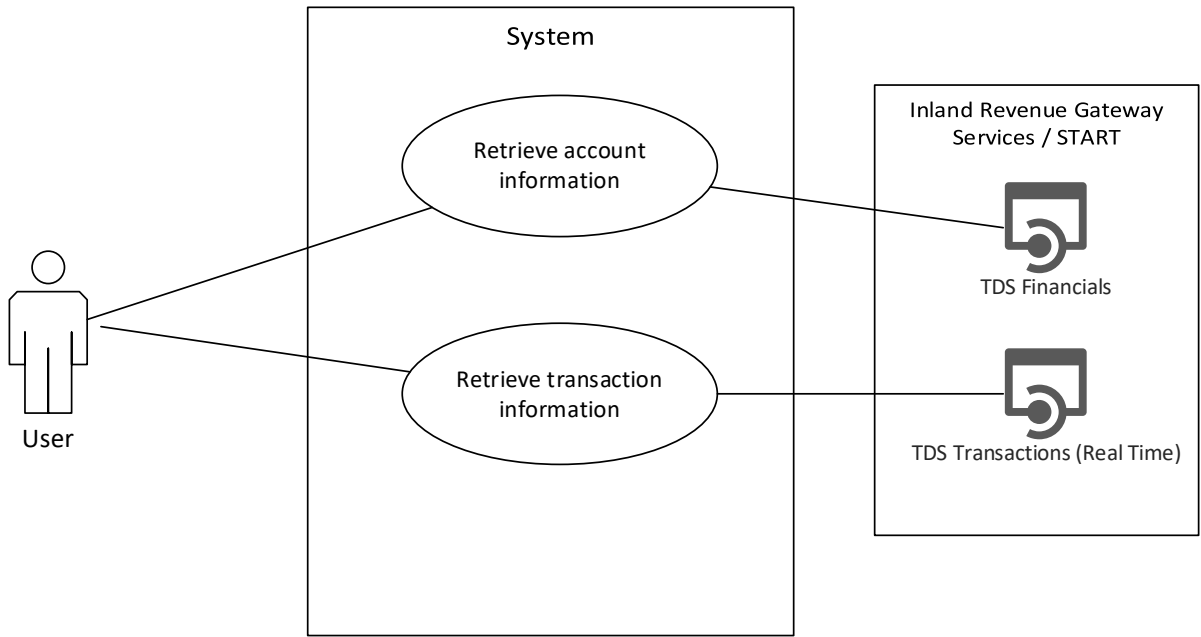 System
Inland Revenue Gateway
Services / START
Retrieve account
information
TDS Financials
Retrieve transaction
information
User
TDS Transactions (Real Time)